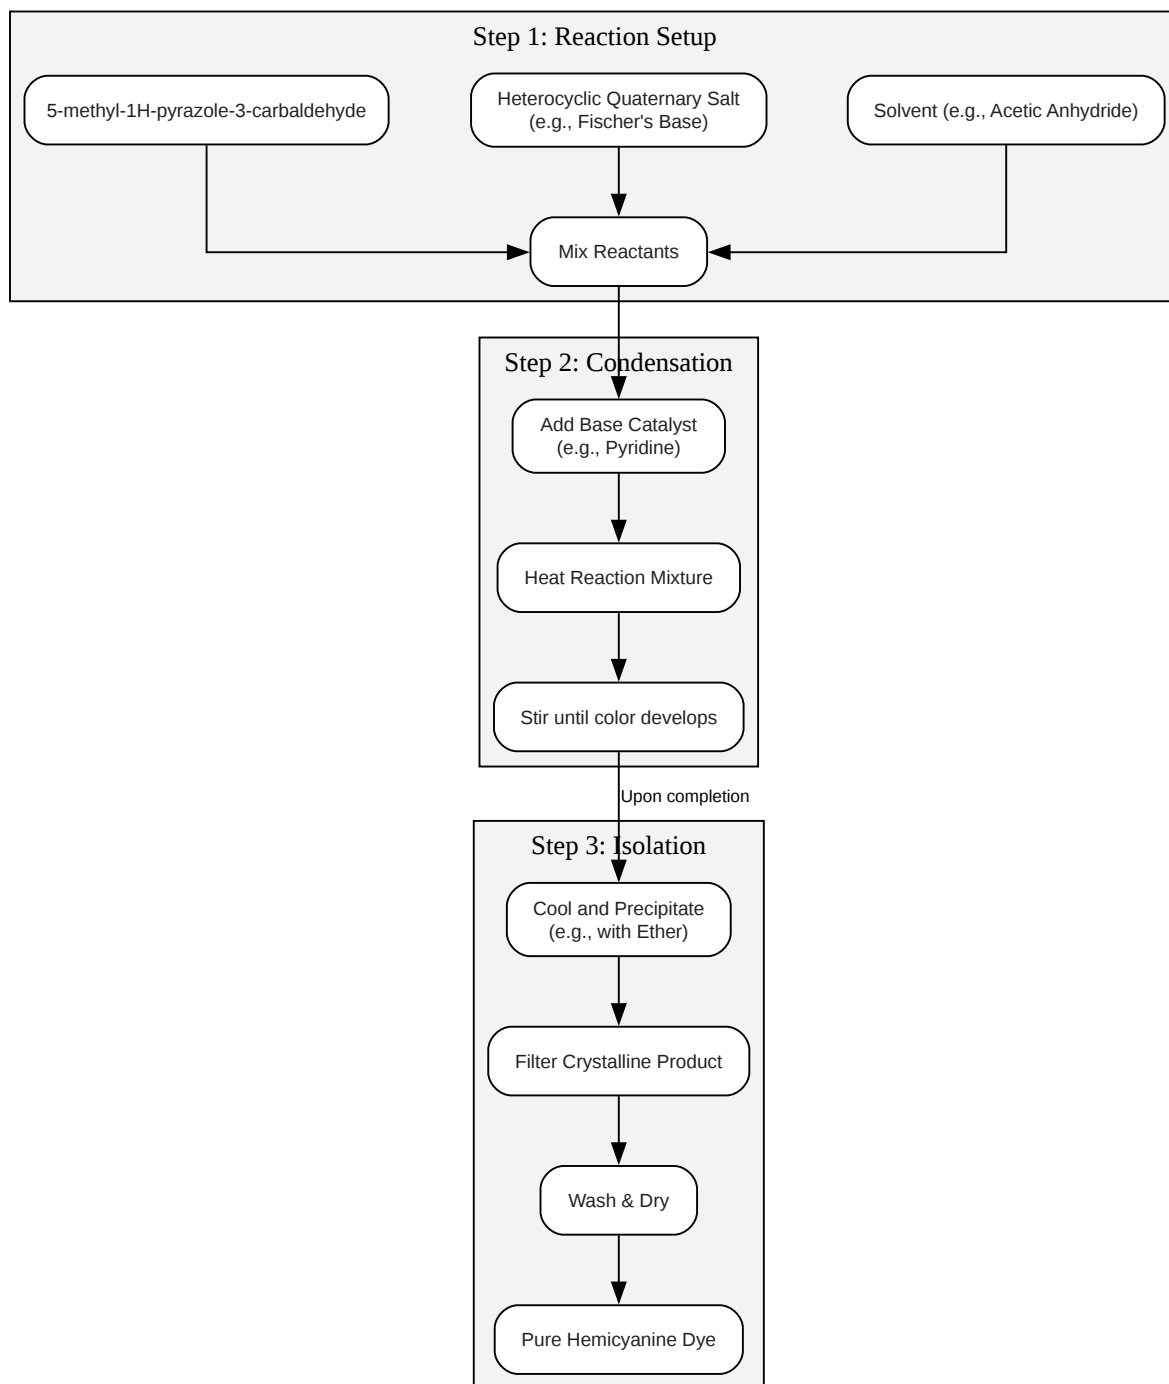 Step 1: Reaction Setup
5-methyl-1H-pyrazole-3-carbaldehyde
Heterocyclic Quaternary Salt
(e.g., Fischer's Base)
Solvent (e.g., Acetic Anhydride)
Mix Reactants
Step 2: Condensation
Add Base Catalyst
(e.g., Pyridine)
Heat Reaction Mixture
Stir until color develops
Upon completion
Step 3: Isolation
Cool and Precipitate
(e.g., with Ether)
Filter Crystalline Product
Wash & Dry
Pure Hemicyanine Dye